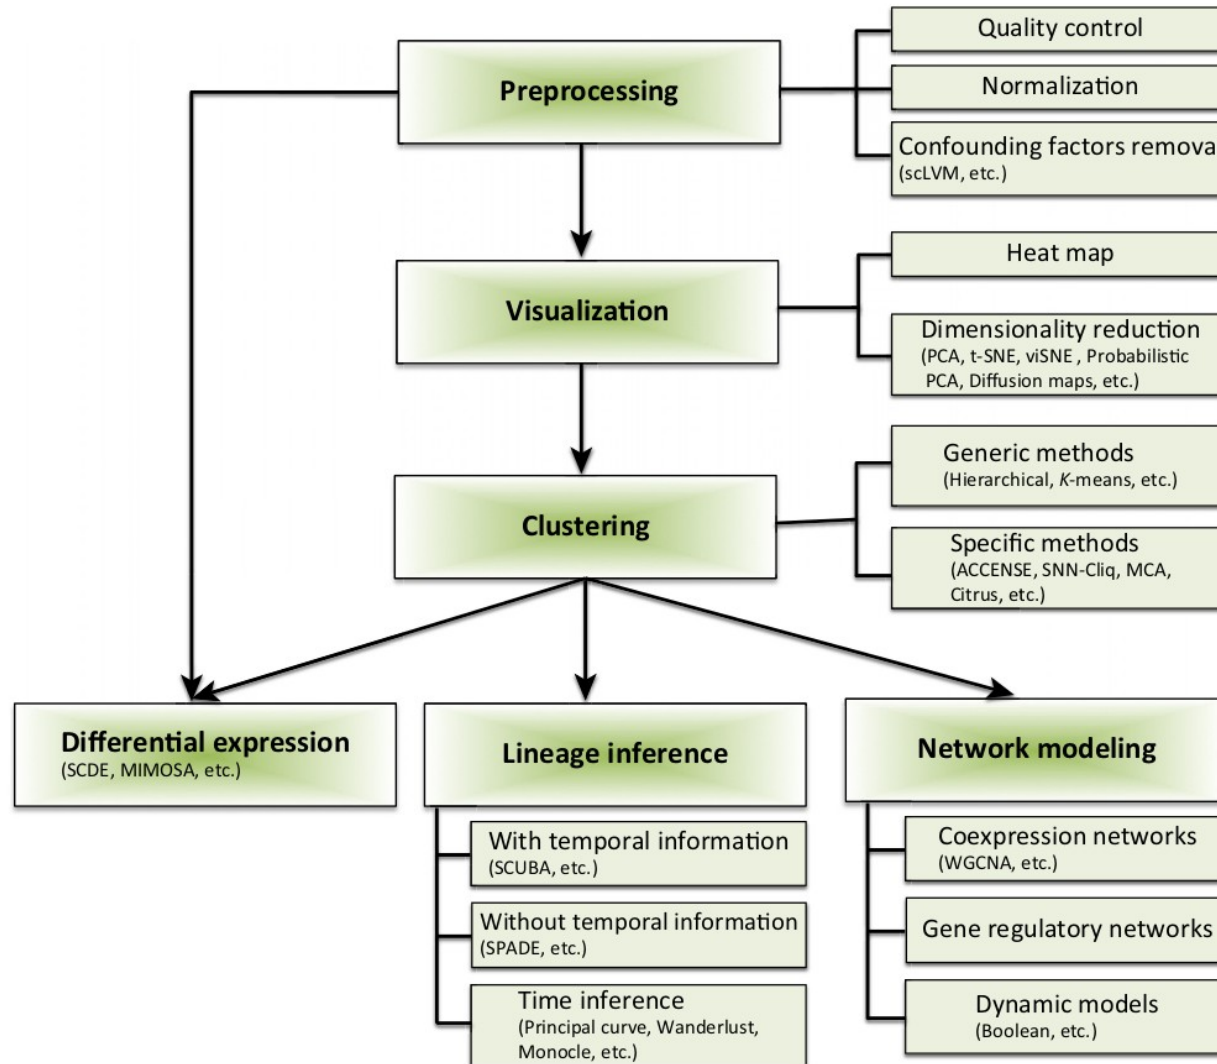 Preprocessing
Quality control
Normalization
Confounding factors remova
(scLVM, etc.)
Visualization
Heat map
Dimensionality reduction
(PCA, t-SNE, viSNE , Probabilistic
PCA, Diffusion maps, etc.)
Clustering
Generic methods
(Hierarchical, K-means, etc.)
Specific methods
(ACCENSE, SNN-Cliq, MCA,
Citrus, etc.)
Differential expression
(SCDE, MIMOSA, etc.)
Lineage inference
With temporal information
(SCUBA, etc.)
Without temporal information
(SPADE, etc.)
Time inference
(Principal curve, Wanderlust,
Monocle, etc.)
Network modeling
Coexpression networks
(WGCNA, etc.)
Gene regulatory networks
Dynamic models
(Boolean, etc.)